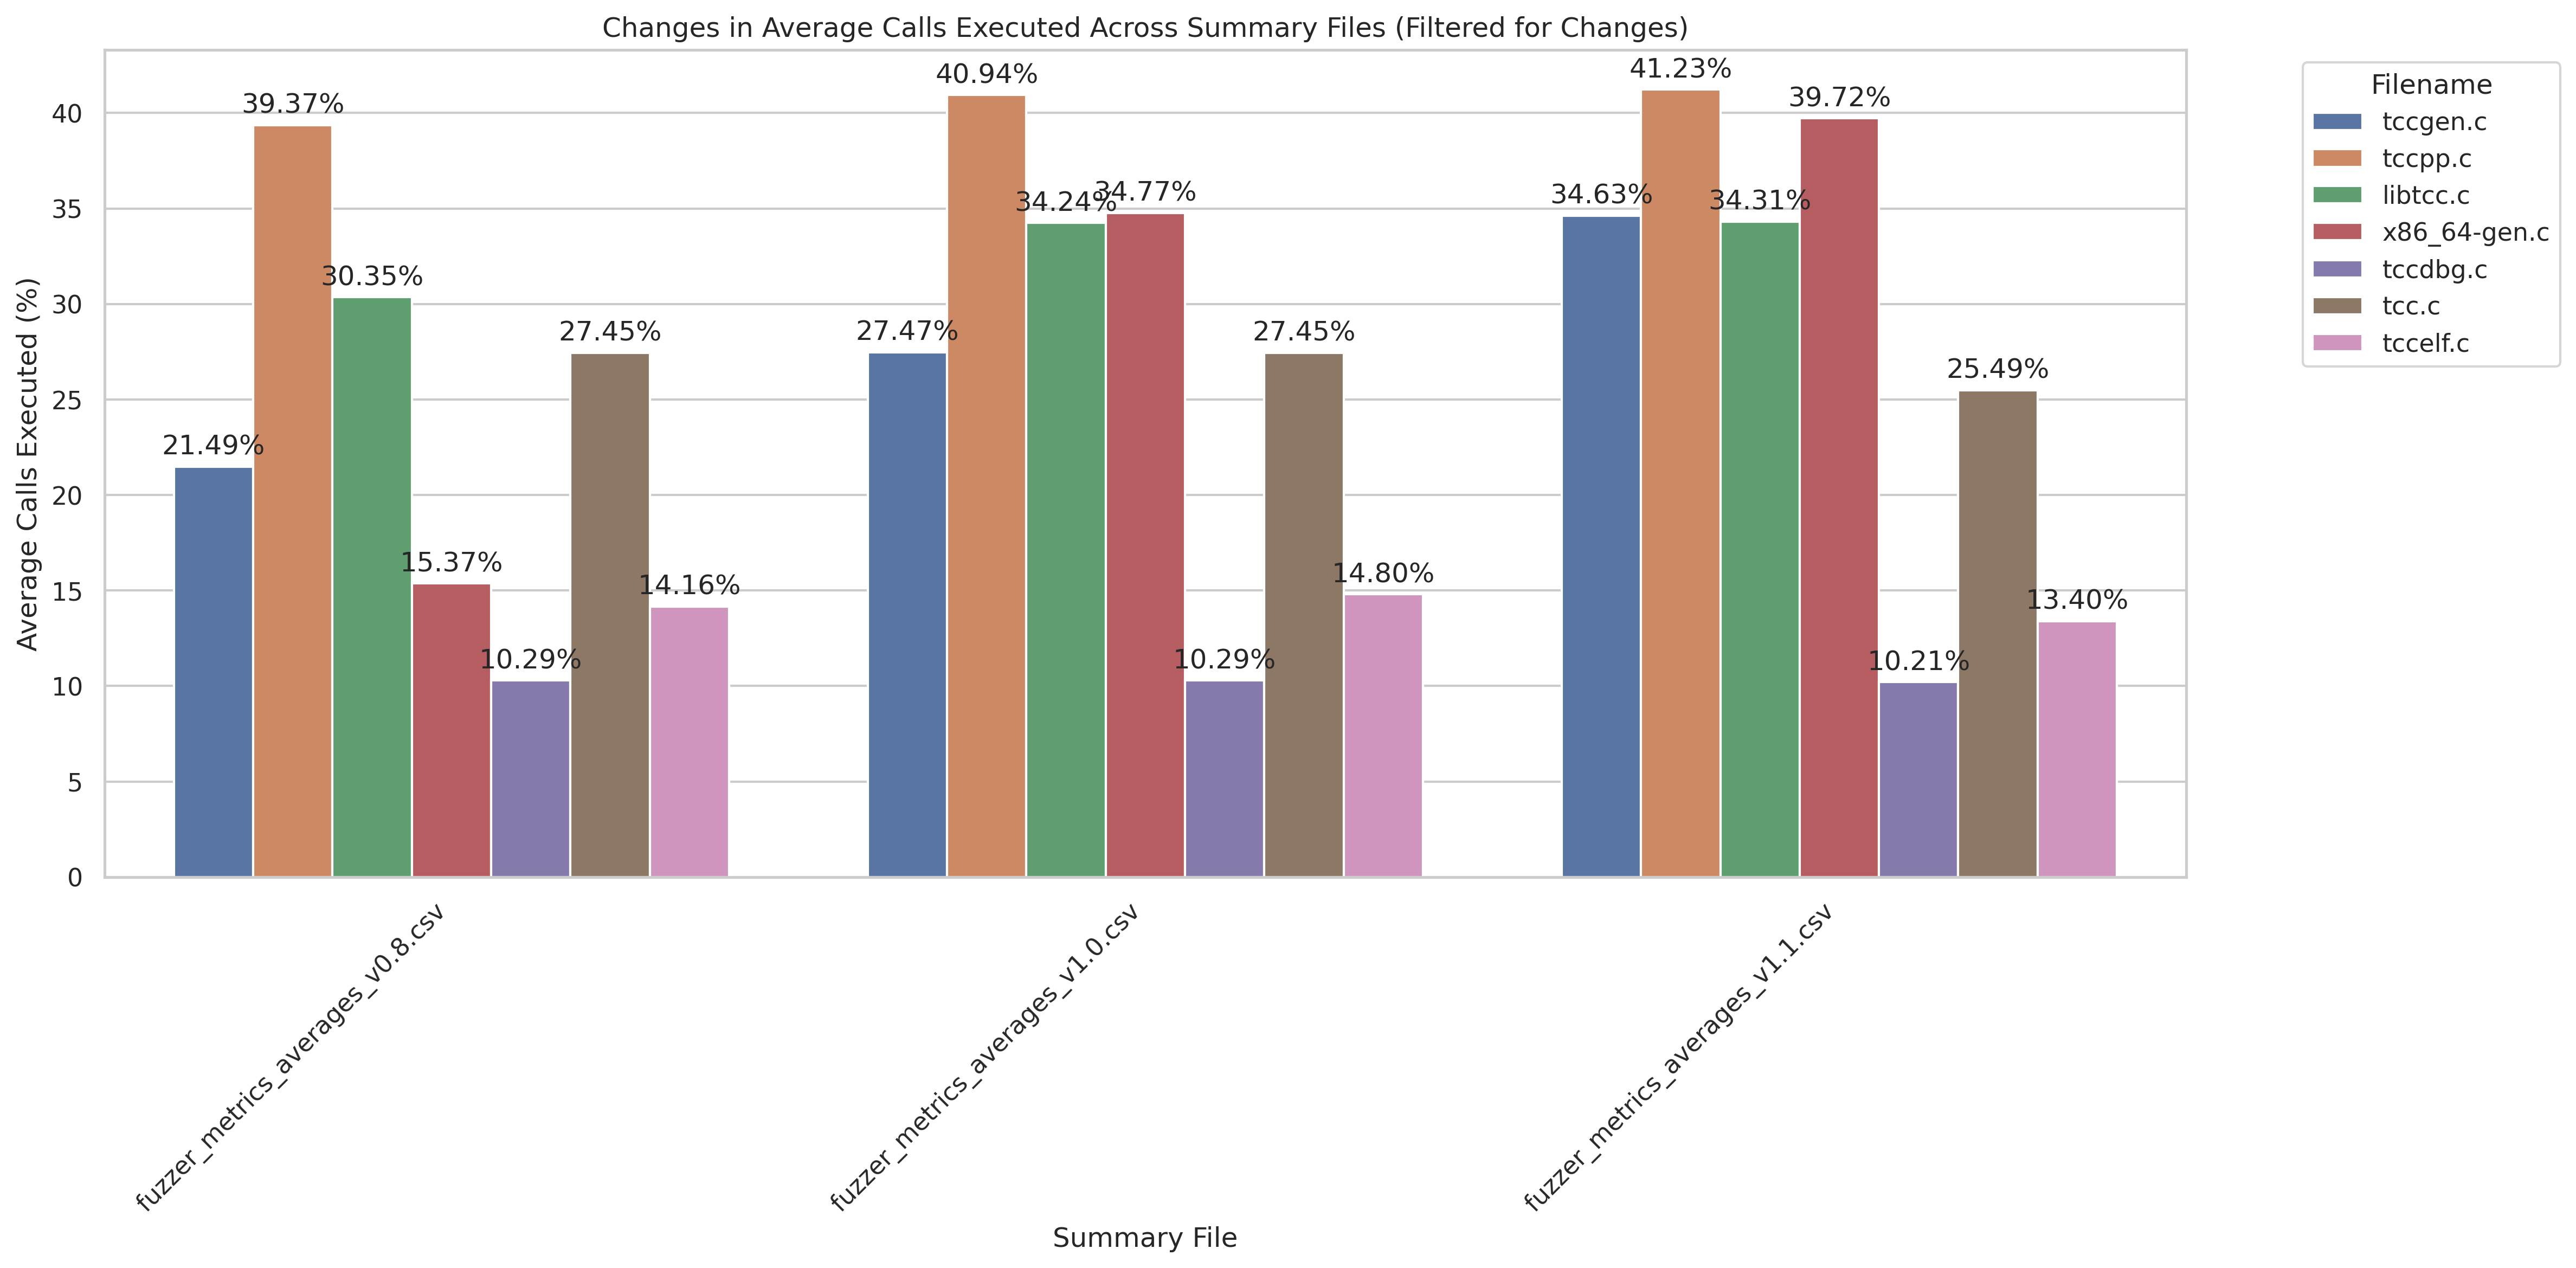 Changes in Average Calls Executed Across Summary Files (Filtered for Changes)
Average Calls Executed (%)
40
35
30
25
20
15
10
5
0
21.49%
39.37%
30.35%
15.37%
10.29%
27.45%
14.16%
27.47%
40.94%
34.24%
34.77%
10.29%
27.45%
14.80%
34.63%
41.23%
34.31%
39.72%
10.21%
25.49%
13.40%
fuzzer_metrics_averages_v0.8.csv
fuzzer_metrics_averages_v1.0.csv
fuzzer_metrics_averages_v1.1.csv
Summary File
Filename
tccgen.c
tccpp.c
libtcc.c
x86_64-gen.c
tccdbg.c
tcc.c
tccelf.c